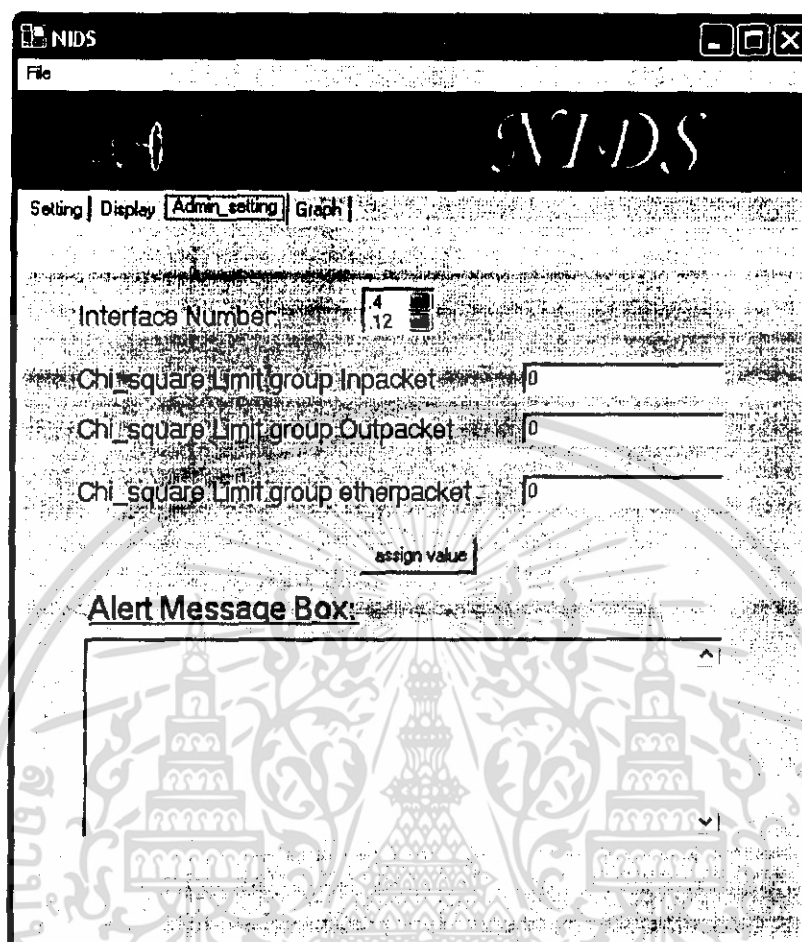 NIDS
File
NIDS
Setting Display Admin_setting Graph
Interface Number:
.4
.12
Chi_square Limit group Inpacket 0
Chi_square Limit group Outpacket 0
Chi_square Limit group etherpacket 0
assign value
Alert Message Box: